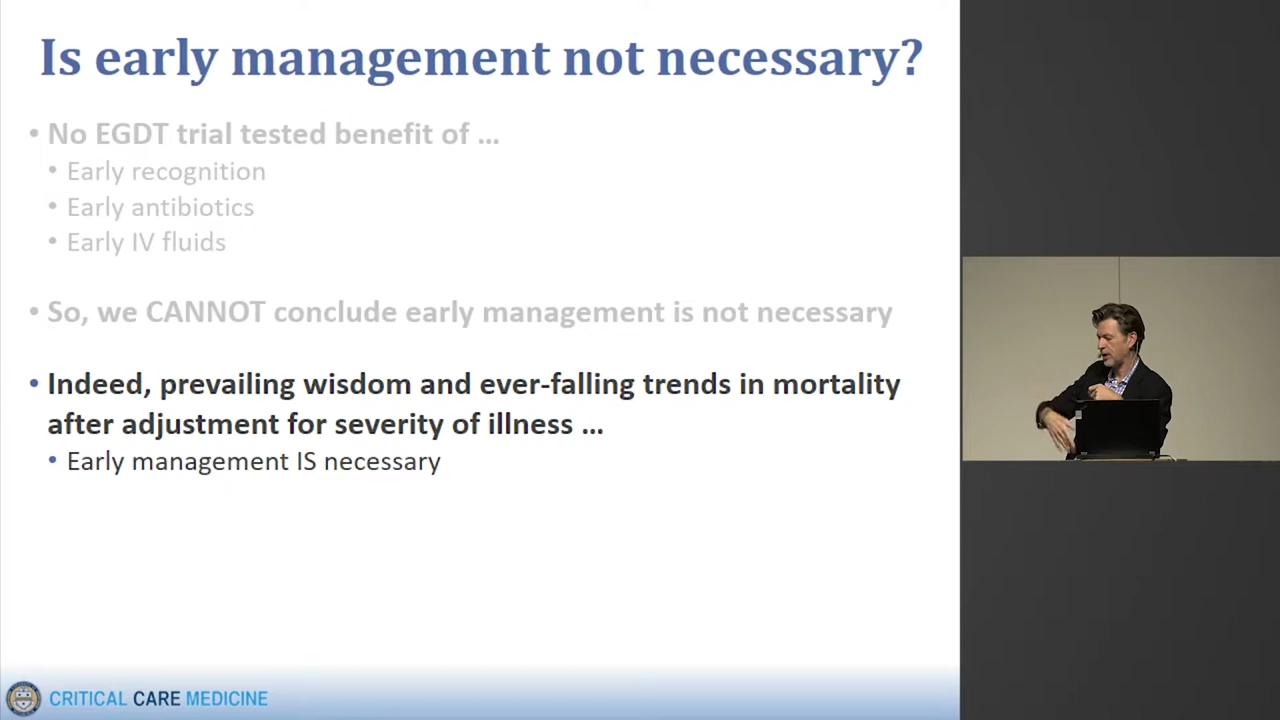 Is early management not necessary?
• No EGDT trial tested benefit of …
• Early recognition
• Early antibiotics
• Early IV fluids
• So, we CANNOT conclude early management is not necessary
• Indeed, prevailing wisdom and ever-falling trends in mortality
after adjustment for severity of illness …
• Early management IS necessary
CRITICAL CARE MEDICINE